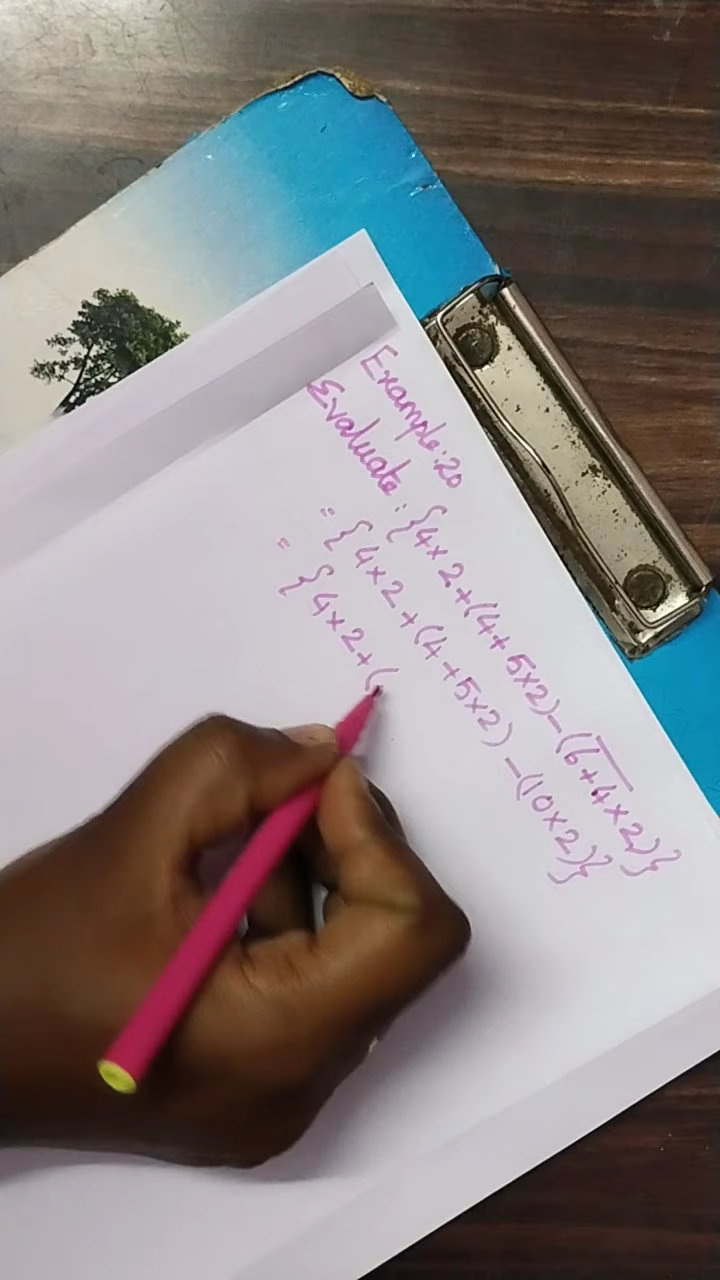 Example:20
Evaluate: {4×2+(4+5×2)-(6̅+̅4̅×2)}
= {4×2+(4+5×2)-(10×2)}
= {4×2+(